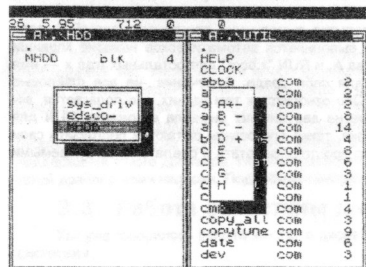 26. 5.95 712 0 0
A:.\HDD A:.\UTIL
.
MHDD blk 4
sys_driv
edsco-
MHDD
.
HELP
CLOCK
abba com 2
a com 2
a A+- com 2
a B - com 8
a C - com 14
b D + com 4
c E com 8
c F com 6
c G com 3
c H com 1
c com 1
cm com 4
copy_all com 3
copytune com 9
date com 6
dev com 3